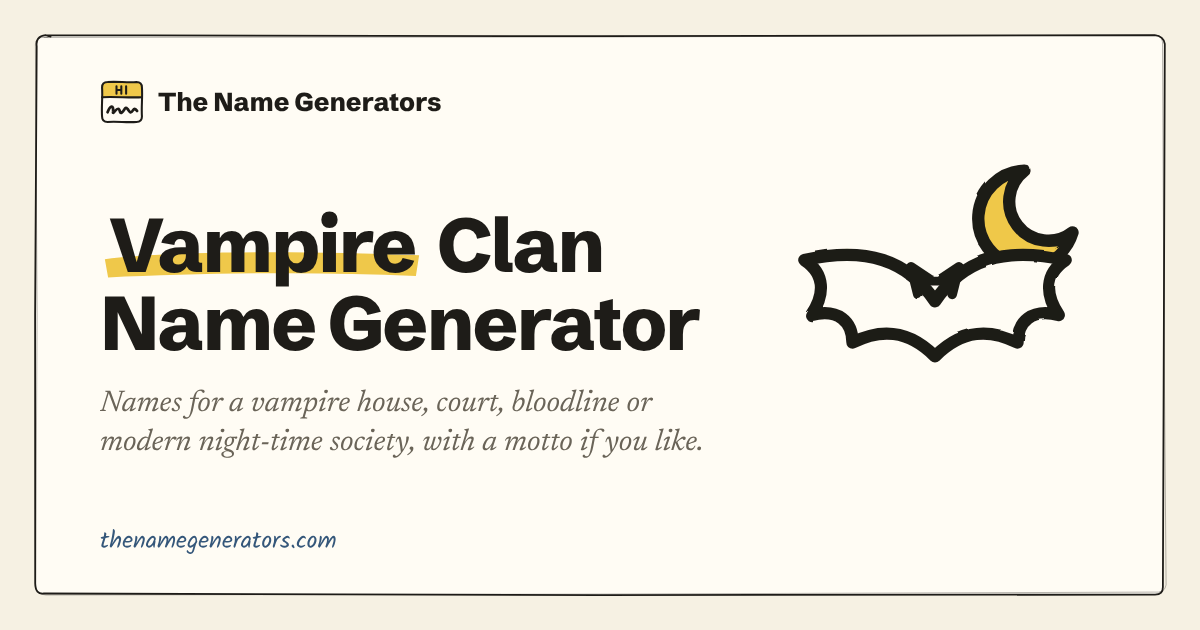 HI
The Name Generators
Vampire Clan
Name Generator
Names for a vampire house, court, bloodline or
modern night-time society, with a motto if you like.
thenamegenerators.com